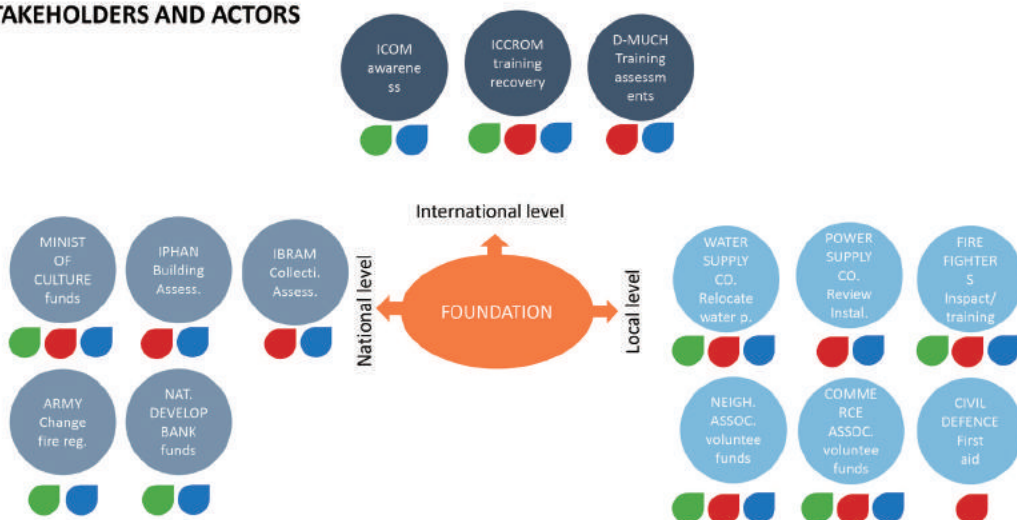 TAKEHOLDERS AND ACTORS
ICOM
awarene
ss
ICCROM
training
recovery
D-MUCH
Training
assessm
ents
International level
MINIST
OF
CULTURE
funds
IPHAN
Building
Assess.
IBRAM
Collecti.
Assess.
National level
FOUNDATION
Local level
WATER
SUPPLY
CO.
Relocate
water p.
POWER
SUPPLY
CO.
Review
Instal.
FIRE
FIGHTER
S
Inspact/
training
ARMY
Change
fire reg.
NAT.
DEVELOP
BANK
funds
NEIGH.
ASSOC.
voluntee
funds
COMME
RCE
ASSOC.
voluntee
funds
CIVIL
DEFENCE
First
aid